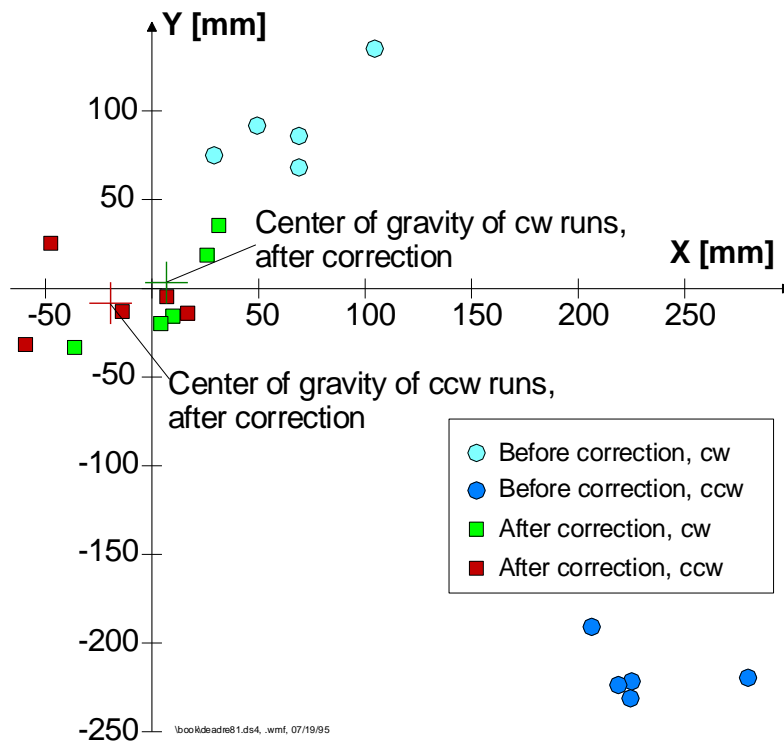 Y [mm]
100
50
Center of gravity of cw runs,
after correction
X [mm]
-50
50
100
150
200
250
-50
Center of gravity of ccw runs,
after correction
-100
-150
-200
-250
Before correction, cw
Before correction, ccw
After correction, cw
After correction, ccw
\book\deadre81.ds4, .wmf, 07/19/95